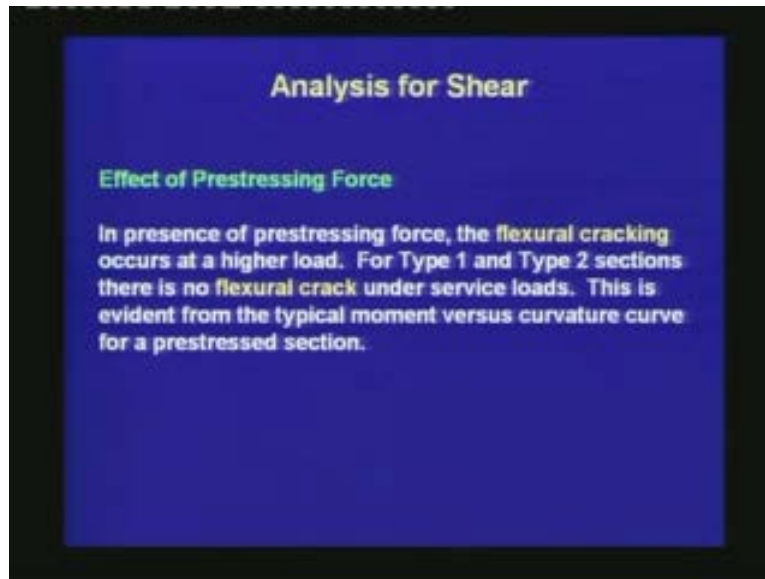 Analysis for Shear
Effect of Prestressing Force
In presence of prestressing force, the flexural cracking
occurs at a higher load. For Type 1 and Type 2 sections
there is no flexural crack under service loads. This is
evident from the typical moment versus curvature curve
for a prestressed section.